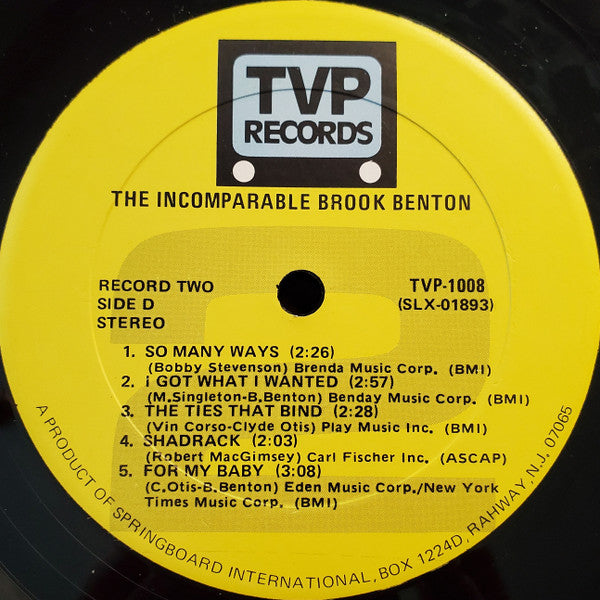 TVP
RECORDS
THE INCOMPARABLE BROOK BENTON
RECORD TWO
SIDE D
STEREO
TVP-1008
(SLX-01893)
2
1. SO MANY WAYS (2:26)
(Bobby Stevenson) Brenda Music Corp. (BMI)
2. I GOT WHAT I WANTED (2:57)
(M.Singleton-B.Benton) Benday Music Corp. (BMI)
3. THE TIES THAT BIND (2:28)
(Vin Corso-Clyde Otis) Play Music Inc. (BMI)
4. SHADRACK (2:03)
(Robert MacGimsey) Carl Fischer Inc. (ASCAP)
5. FOR MY BABY (3:08)
(C.Otis-B.Benton) Eden Music Corp./New York
Times Music Corp. (BMI)
A PRODUCT OF SPRINGBOARD INTERNATIONAL, BOX 1224D, RAHWAY, N.J. 07065